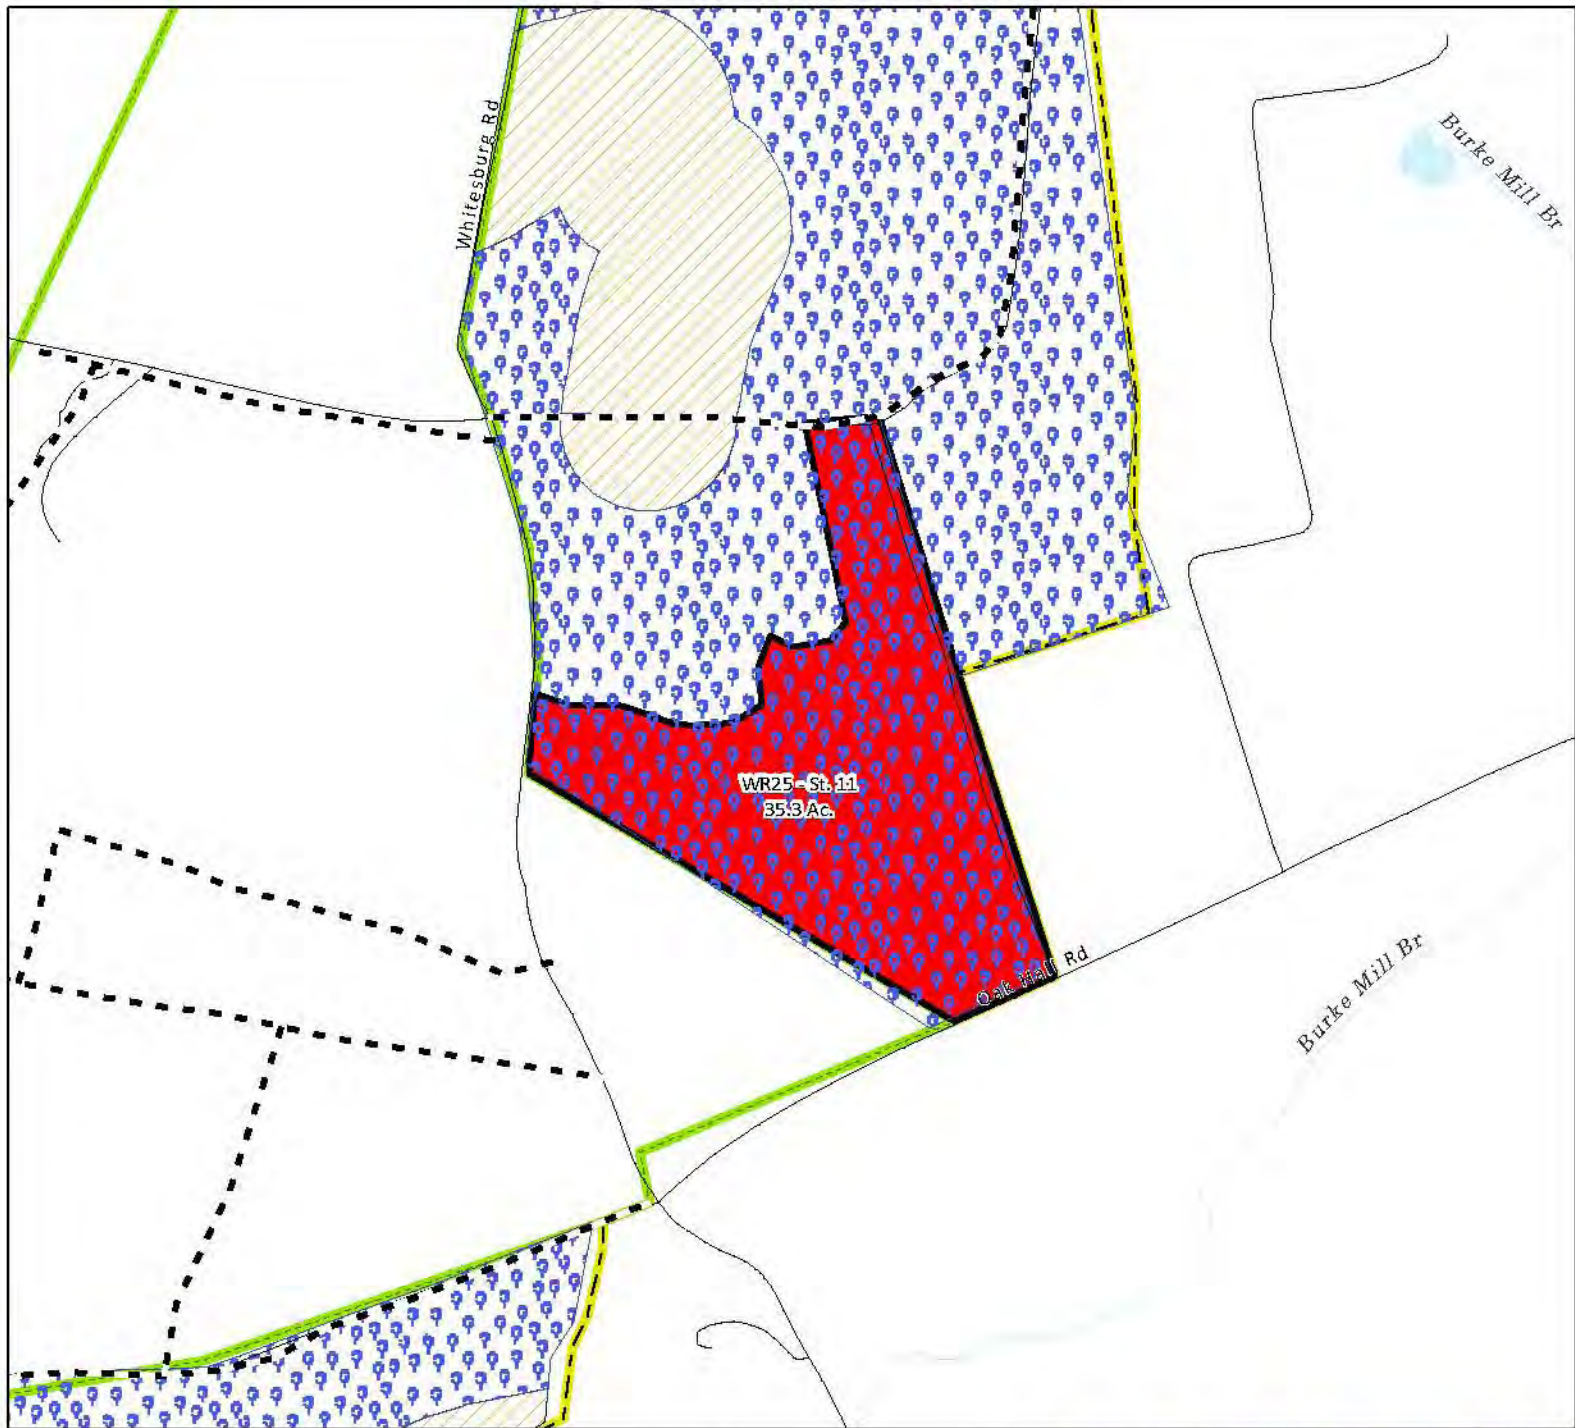 Whitesburg Rd
Burke Mill Br
WR25 - St. 11
35.3 Ac.
Oak Hall Rd
Burke Mill Br